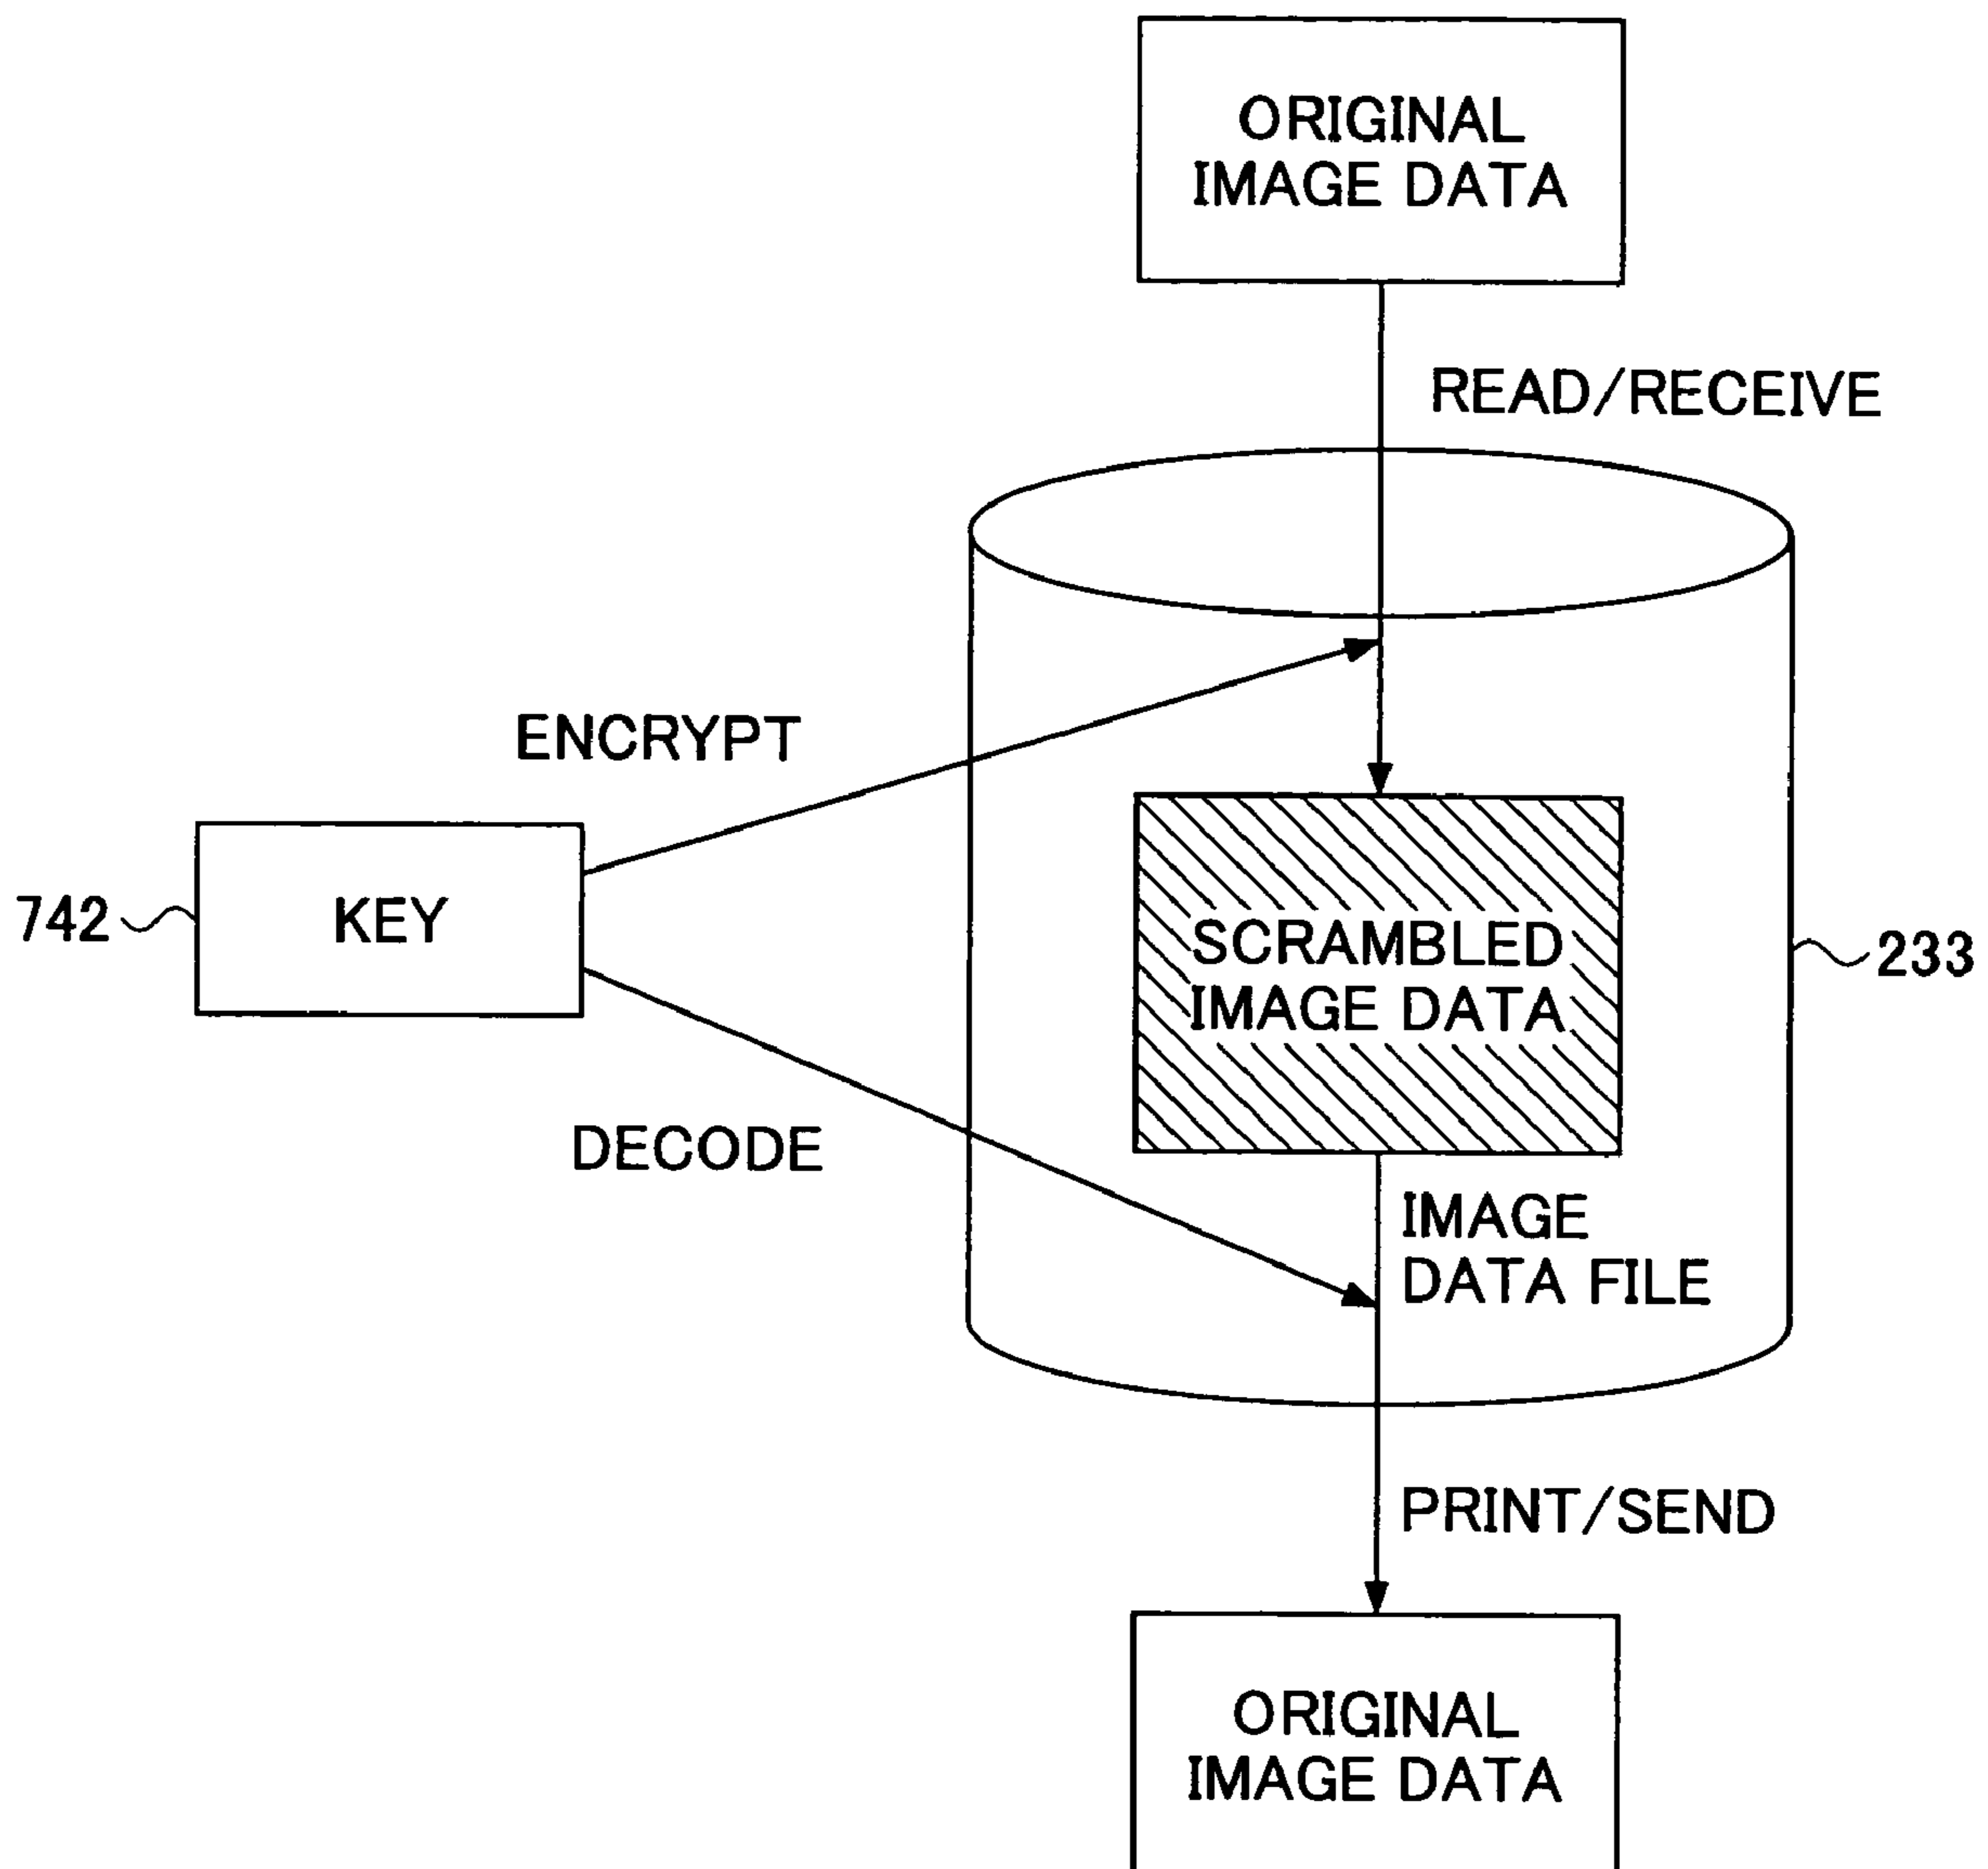 ORIGINAL
IMAGE DATA
READ/RECEIVE
ENCRYPT
742
KEY
SCRAMBLED
IMAGE DATA
233
DECODE
IMAGE
DATA FILE
PRINT/SEND
ORIGINAL
IMAGE DATA